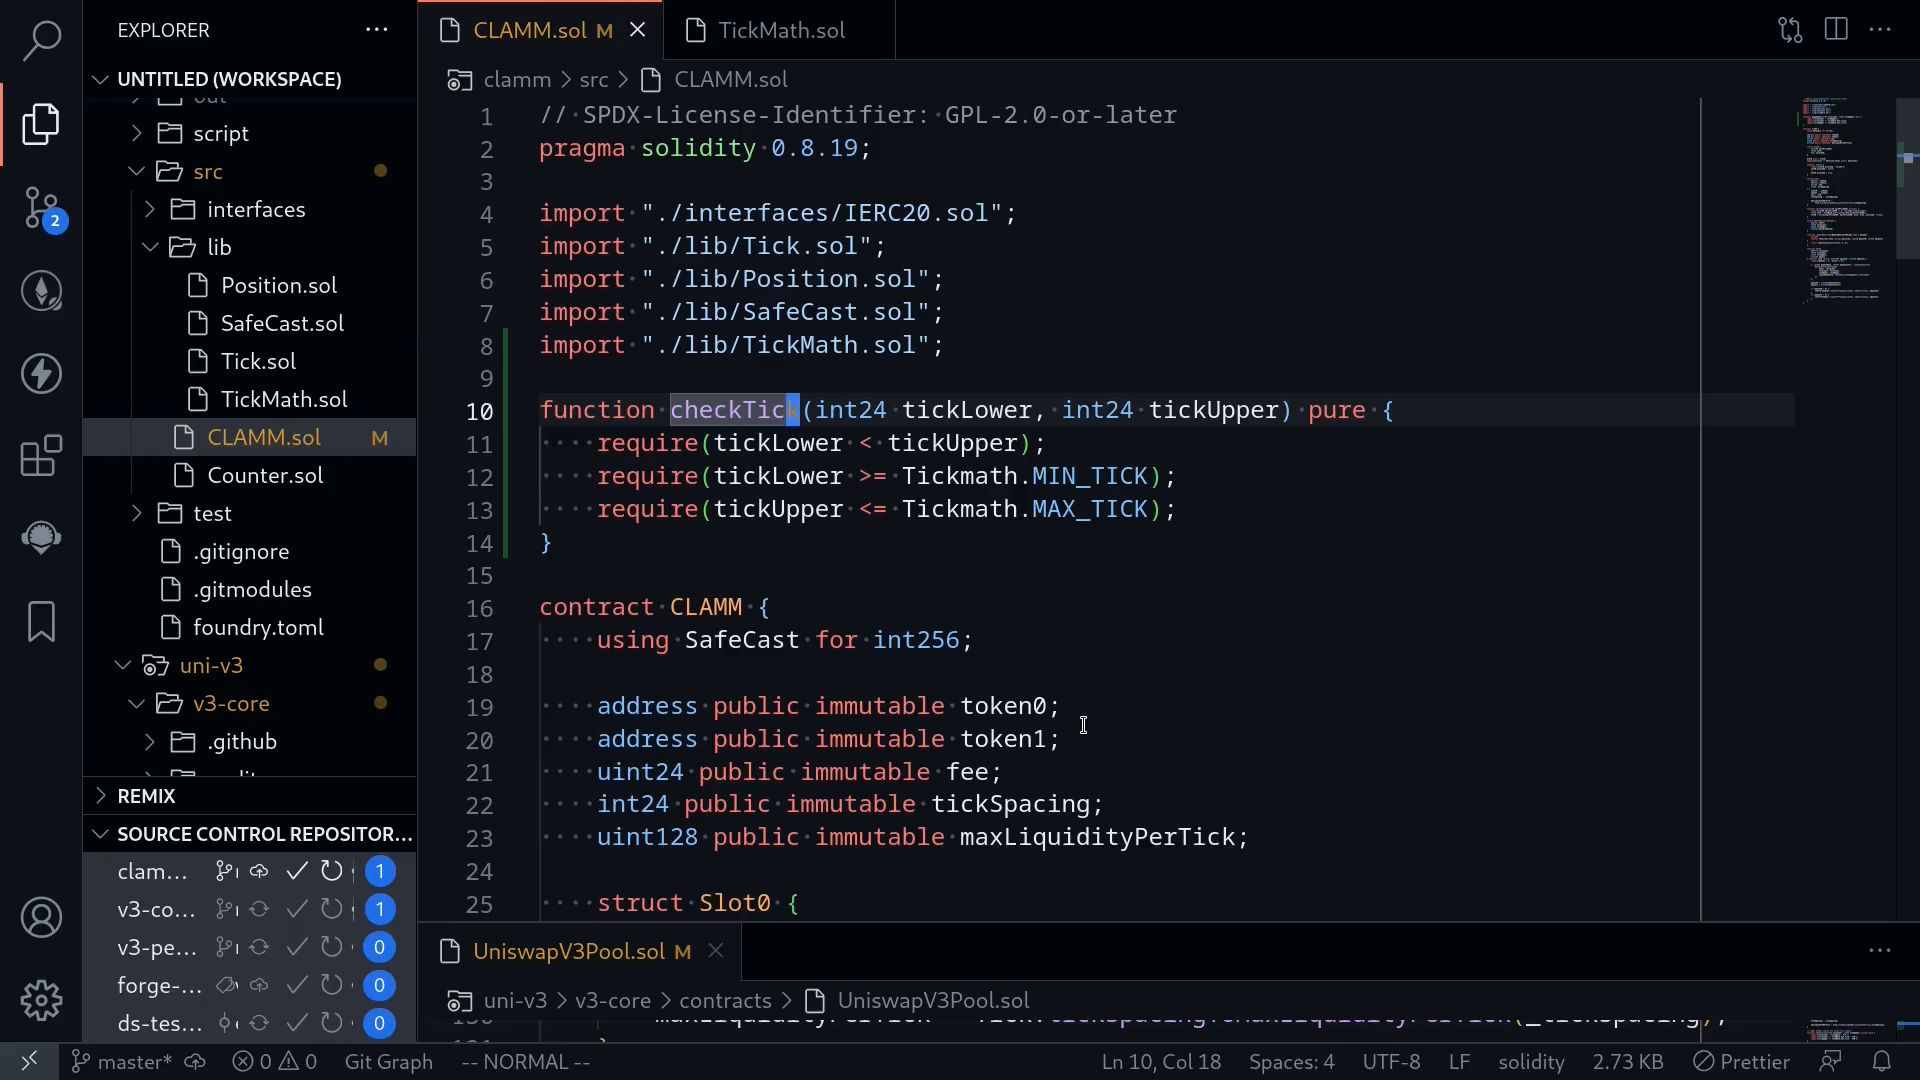 EXPLORER
UNTITLED (WORKSPACE)
out
script
src
interfaces
lib
Position.sol
SafeCast.sol
Tick.sol
TickMath.sol
CLAMM.sol M
Counter.sol
test
.gitignore
.gitmodules
foundry.toml
uni-v3
v3-core
.github
REMIX
SOURCE CONTROL REPOSITOR...
clam... 1
v3-co... 1
v3-pe... 0
forge-... 0
ds-tes... 0
2
CLAMM.sol M
TickMath.sol
clamm > src > CLAMM.sol
1 // SPDX-License-Identifier: GPL-2.0-or-later
2 pragma solidity 0.8.19;
3
4 import "./interfaces/IERC20.sol";
5 import "./lib/Tick.sol";
6 import "./lib/Position.sol";
7 import "./lib/SafeCast.sol";
8 import "./lib/TickMath.sol";
9
10 function checkTick(int24 tickLower, int24 tickUpper) pure {
11 require(tickLower < tickUpper);
12 require(tickLower >= Tickmath.MIN_TICK);
13 require(tickUpper <= Tickmath.MAX_TICK);
14 }
15
16 contract CLAMM {
17 using SafeCast for int256;
18
19 address public immutable token0;
20 address public immutable token1;
21 uint24 public immutable fee;
22 int24 public immutable tickSpacing;
23 uint128 public immutable maxLiquidityPerTick;
24
25 struct Slot0 {
UniswapV3Pool.sol M
uni-v3 > v3-core > contracts > UniswapV3Pool.sol
master* 0 0 Git Graph -- NORMAL -- Ln 10, Col 18 Spaces: 4 UTF-8 LF solidity 2.73 KB Prettier